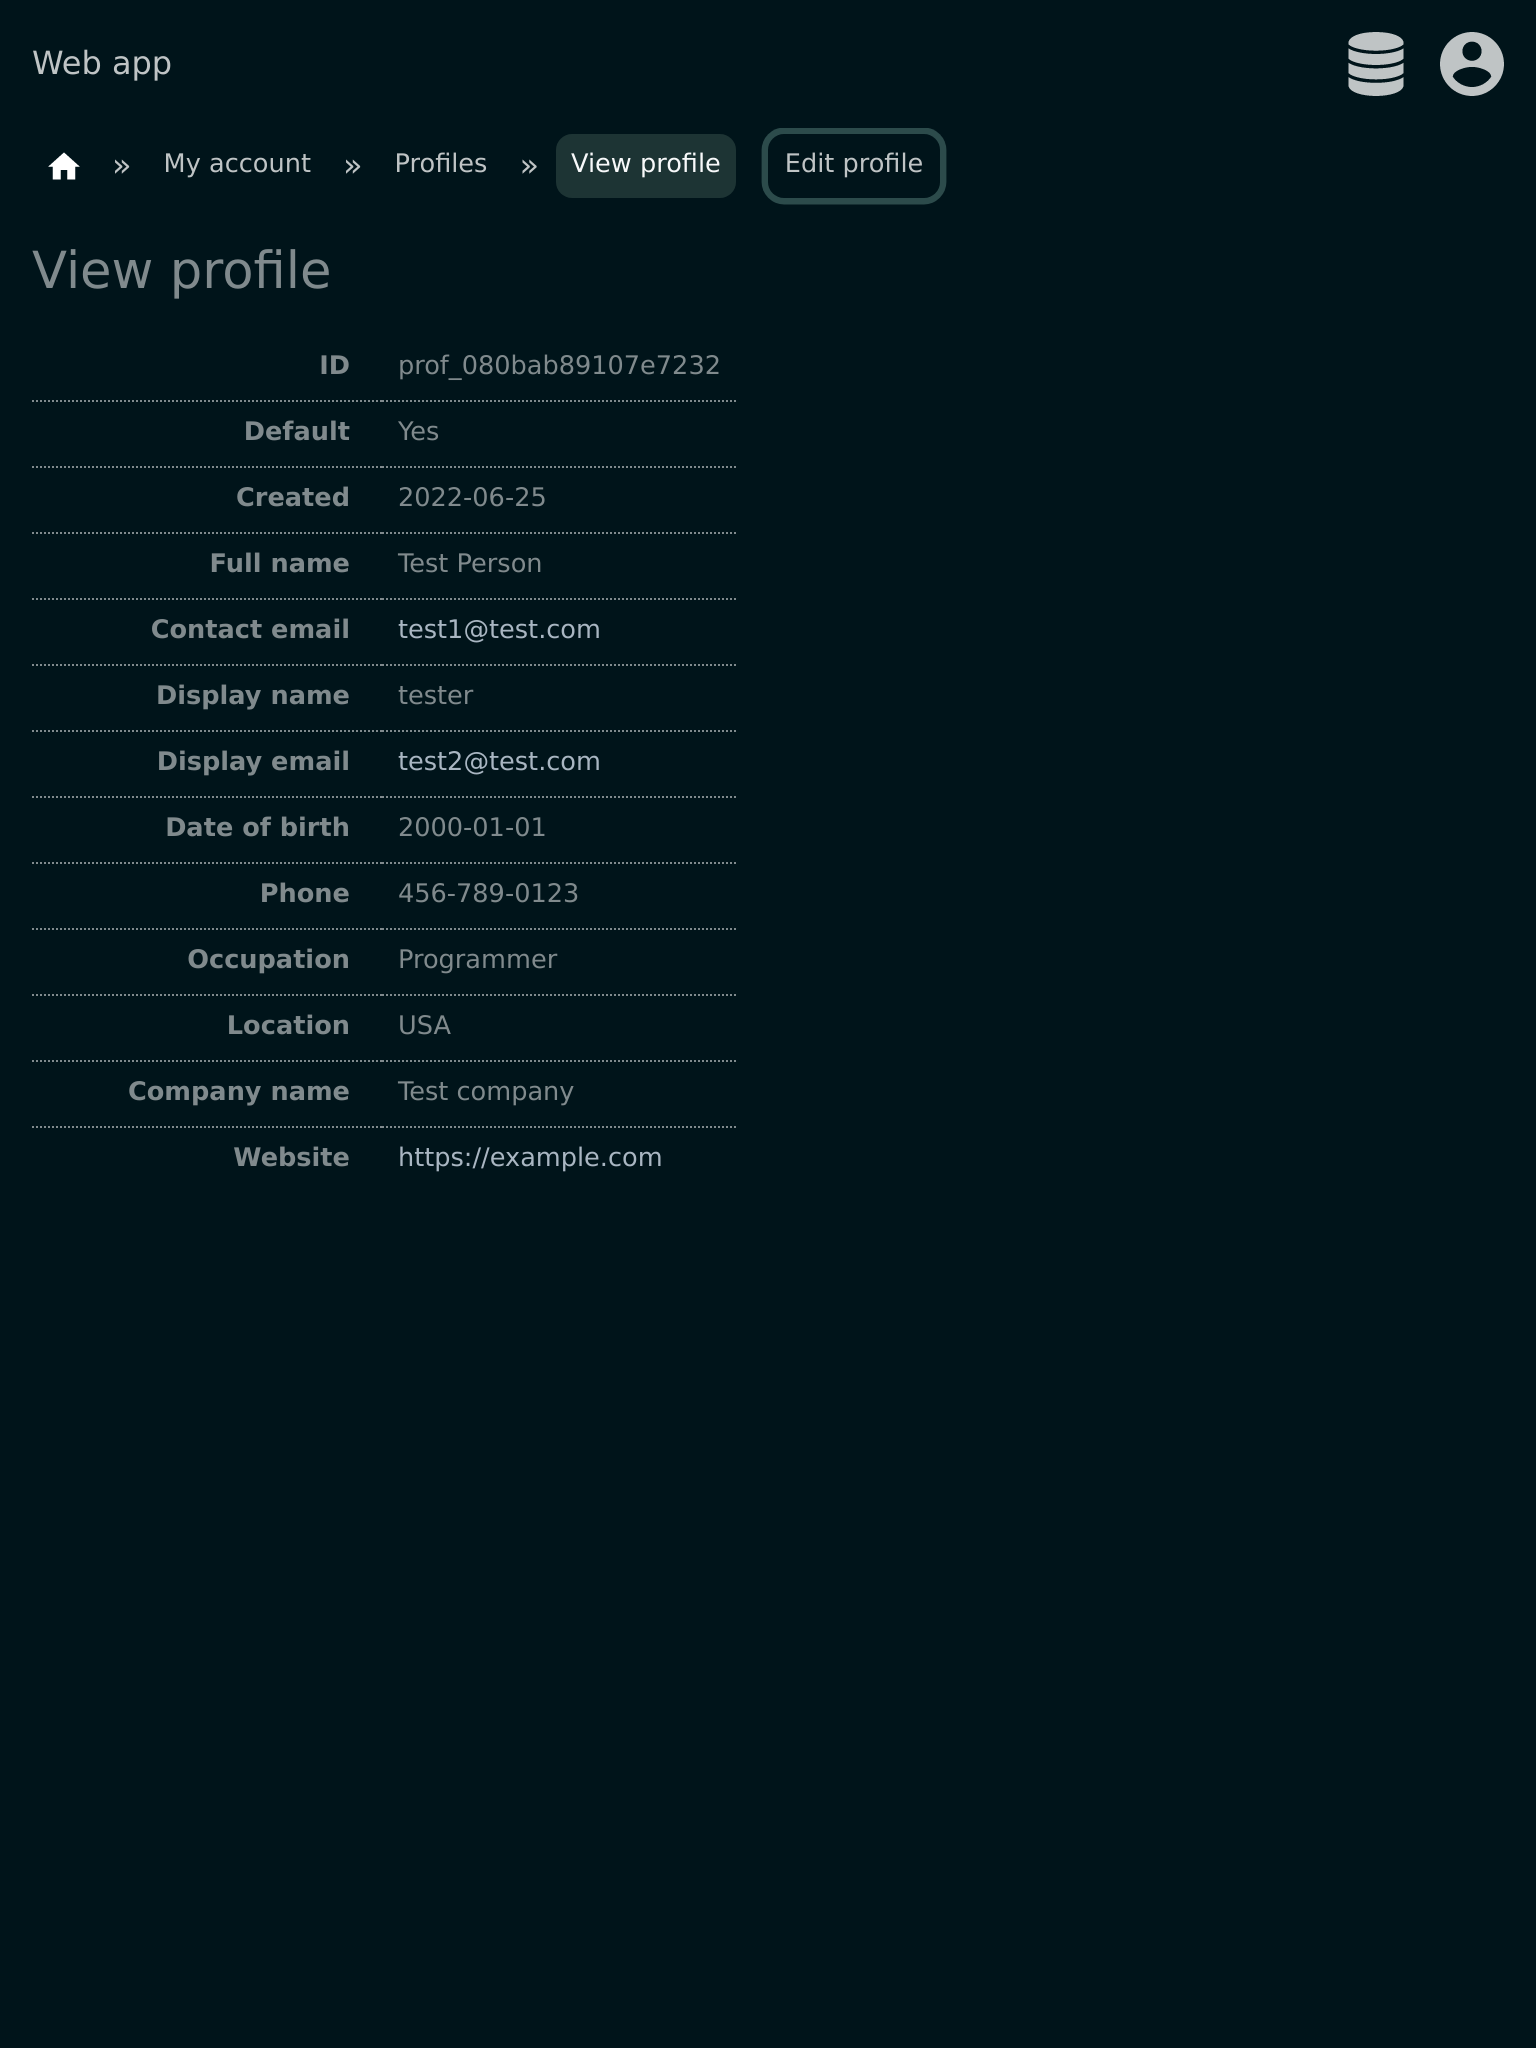 Web app
» My account » Profiles » View profile Edit profile
View profile
ID prof_080bab89107e7232
Default Yes
Created 2022-06-25
Full name Test Person
Contact email test1@test.com
Display name tester
Display email test2@test.com
Date of birth 2000-01-01
Phone 456-789-0123
Occupation Programmer
Location USA
Company name Test company
Website https://example.com